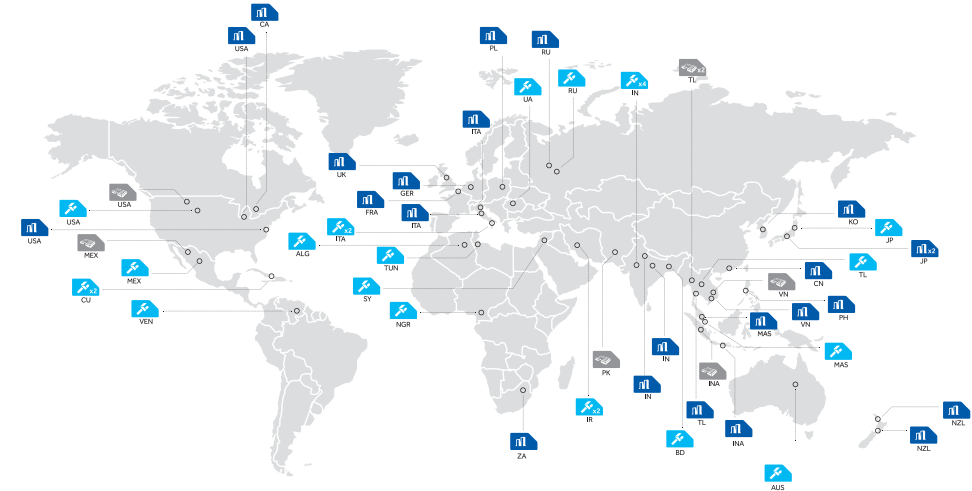 CA
USA
PL
RU
TL
x2
UA
RU
IN
x4
ITA
UK
GER
USA
FRA
USA
ITA
x2
ITA
KO
JP
USA
ALG
TUN
JP
x2
MEX
MEX
TL
CN
VN
CU
x2
SY
PH
VEN
NGR
VN
MAS
MAS
IN
PK
INA
IN
IR
x2
TL
NZL
ZA
BD
INA
NZL
AUS